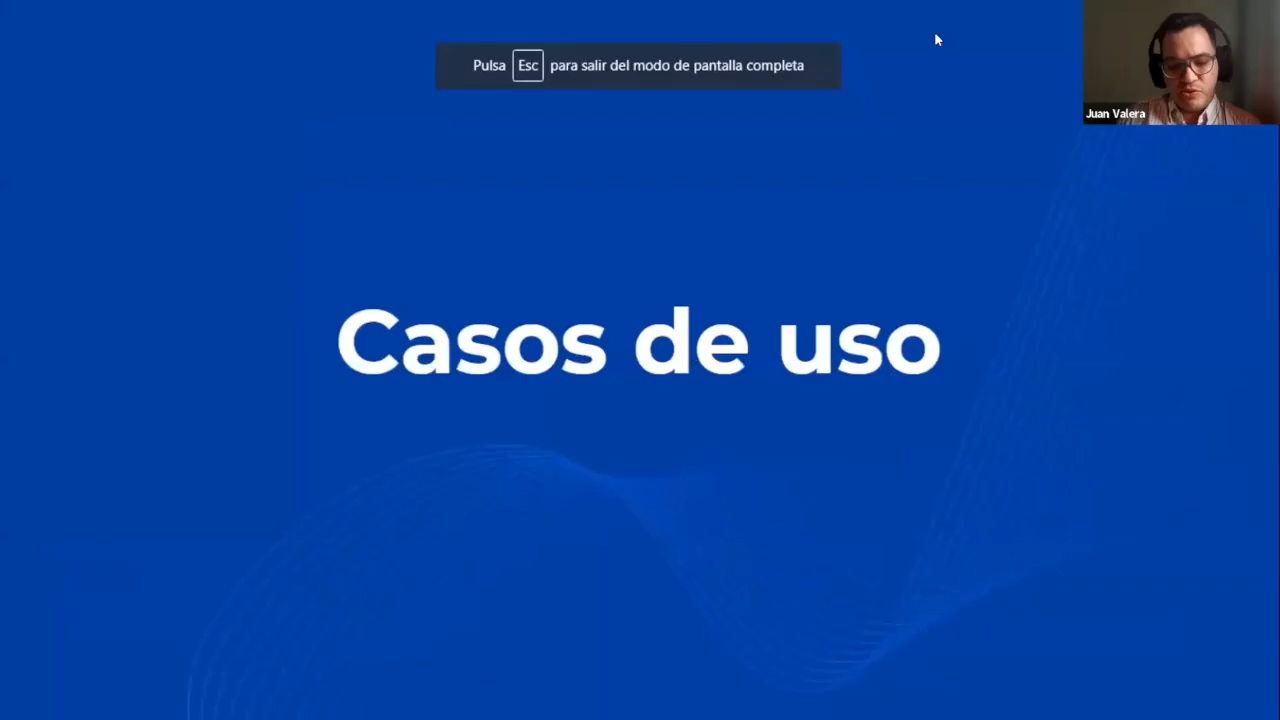 Pulsa Esc para salir del modo de pantalla completa
Juan Valera
Casos de uso